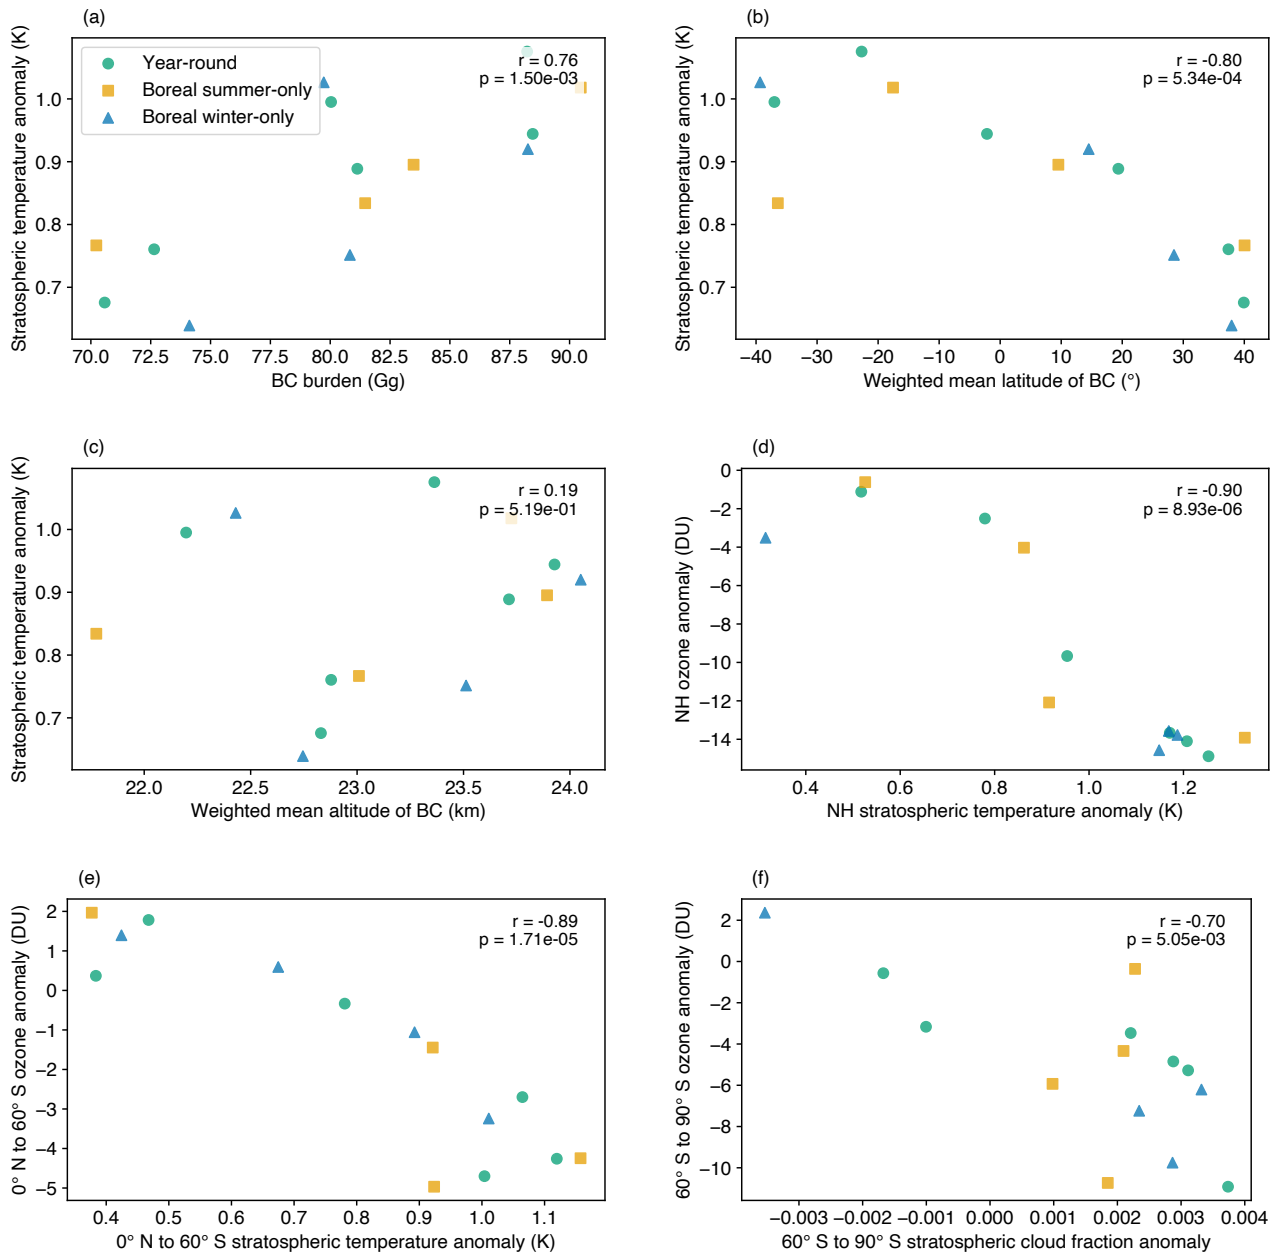 (a)
Stratospheric temperature anomaly (K)
Year-round
Boreal summer-only
Boreal winter-only
r = 0.76
p = 1.50e-03
1.0
0.9
0.8
0.7
70.0 72.5 75.0 77.5 80.0 82.5 85.0 87.5 90.0
BC burden (Gg)
(b)
Stratospheric temperature anomaly (K)
r = -0.80
p = 5.34e-04
1.0
0.9
0.8
0.7
−40 −30 −20 −10 0 10 20 30 40
Weighted mean latitude of BC (°)
(c)
Stratospheric temperature anomaly (K)
r = 0.19
p = 5.19e-01
1.0
0.9
0.8
0.7
22.0 22.5 23.0 23.5 24.0
Weighted mean altitude of BC (km)
(d)
NH ozone anomaly (DU)
r = -0.90
p = 8.93e-06
0
−2
−4
−6
−8
−10
−12
−14
0.4 0.6 0.8 1.0 1.2
NH stratospheric temperature anomaly (K)
(e)
0° N to 60° S ozone anomaly (DU)
r = -0.89
p = 1.71e-05
2
1
0
−1
−2
−3
−4
−5
0.4 0.5 0.6 0.7 0.8 0.9 1.0 1.1
0° N to 60° S stratospheric temperature anomaly (K)
(f)
60° S to 90° S ozone anomaly (DU)
r = -0.70
p = 5.05e-03
2
0
−2
−4
−6
−8
−10
−0.003 −0.002 −0.001 0.000 0.001 0.002 0.003 0.004
60° S to 90° S stratospheric cloud fraction anomaly